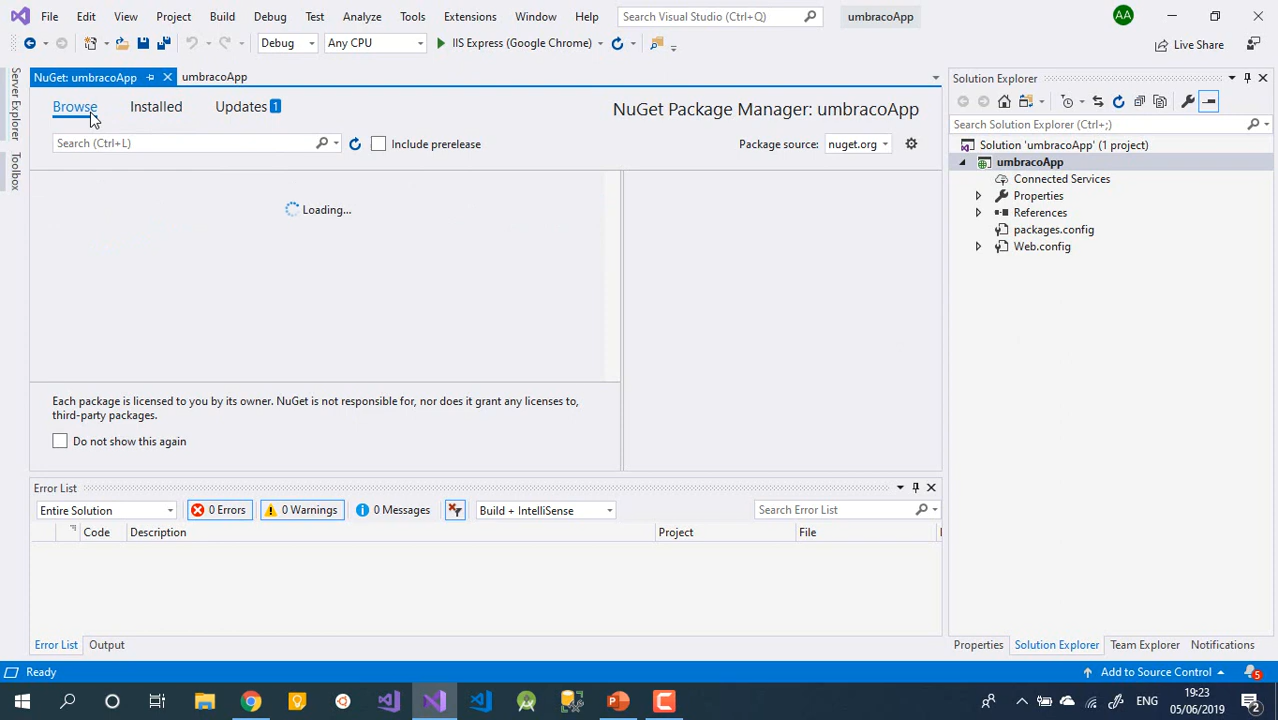 File Edit View Project Build Debug Test Analyze Tools Extensions Window Help Search Visual Studio (Ctrl+Q) umbracoApp AA
Debug Any CPU IIS Express (Google Chrome) Live Share
Server Explorer
Toolbox
NuGet: umbracoApp umbracoApp
Browse Installed Updates 1
NuGet Package Manager: umbracoApp
Search (Ctrl+L) Include prerelease Package source: nuget.org
Loading...
Each package is licensed to you by its owner. NuGet is not responsible for, nor does it grant any licenses to,
third-party packages.
Do not show this again
Error List
Entire Solution 0 Errors 0 Warnings 0 Messages Build + IntelliSense Search Error List
Code Description Project File
Error List Output
Solution Explorer
Search Solution Explorer (Ctrl+;)
Solution 'umbracoApp' (1 project)
umbracoApp
Connected Services
Properties
References
packages.config
Web.config
Properties Solution Explorer Team Explorer Notifications
Ready Add to Source Control 5
ENG 19:23
05/06/2019 2